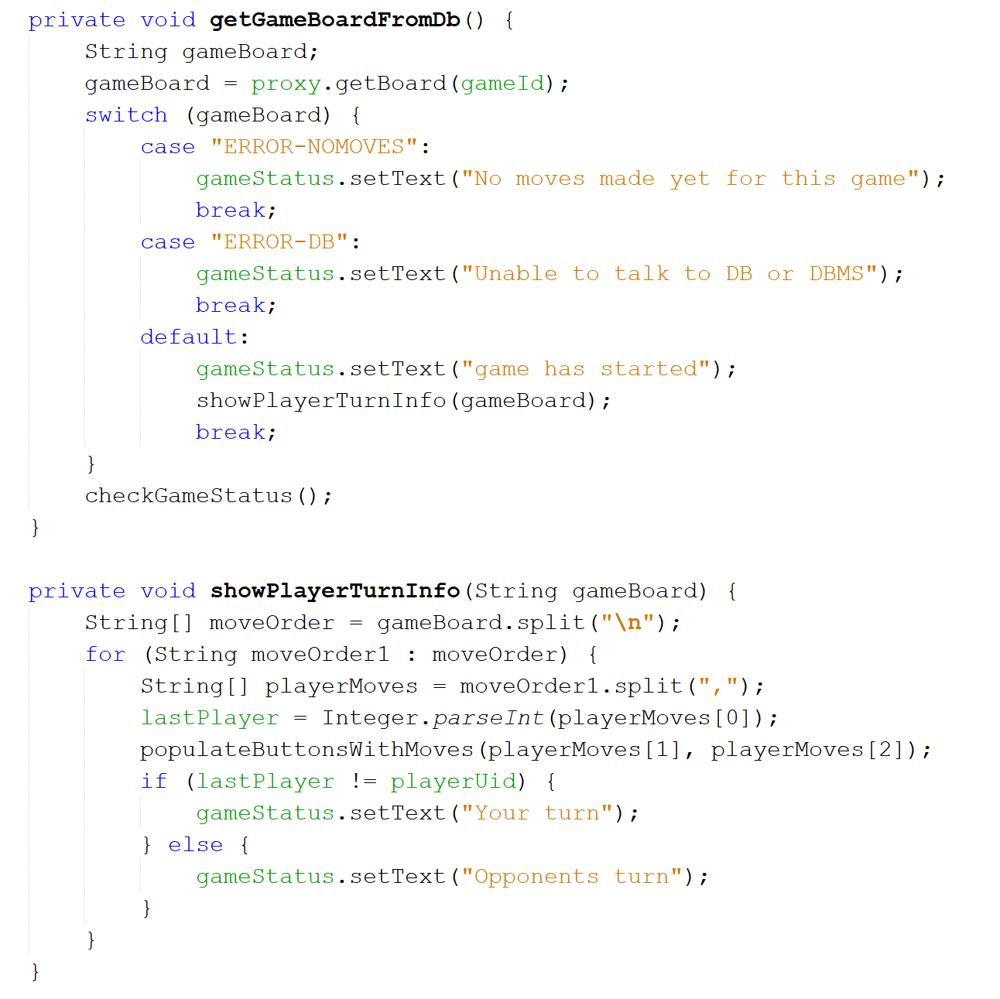 private void getGameBoardFromDb() {
    String gameBoard;
    gameBoard = proxy.getBoard(gameId);
    switch (gameBoard) {
        case "ERROR-NOMOVES":
            gameStatus.setText("No moves made yet for this game");
            break;
        case "ERROR-DB":
            gameStatus.setText("Unable to talk to DB or DBMS");
            break;
        default:
            gameStatus.setText("game has started");
            showPlayerTurnInfo(gameBoard);
            break;
    }
    checkGameStatus();
}

private void showPlayerTurnInfo(String gameBoard) {
    String[] moveOrder = gameBoard.split("\n");
    for (String moveOrder1 : moveOrder) {
        String[] playerMoves = moveOrder1.split(",");
        lastPlayer = Integer.parseInt(playerMoves[0]);
        populateButtonsWithMoves(playerMoves[1], playerMoves[2]);
        if (lastPlayer != playerUid) {
            gameStatus.setText("Your turn");
        } else {
            gameStatus.setText("Opponents turn");
        }
    }
}